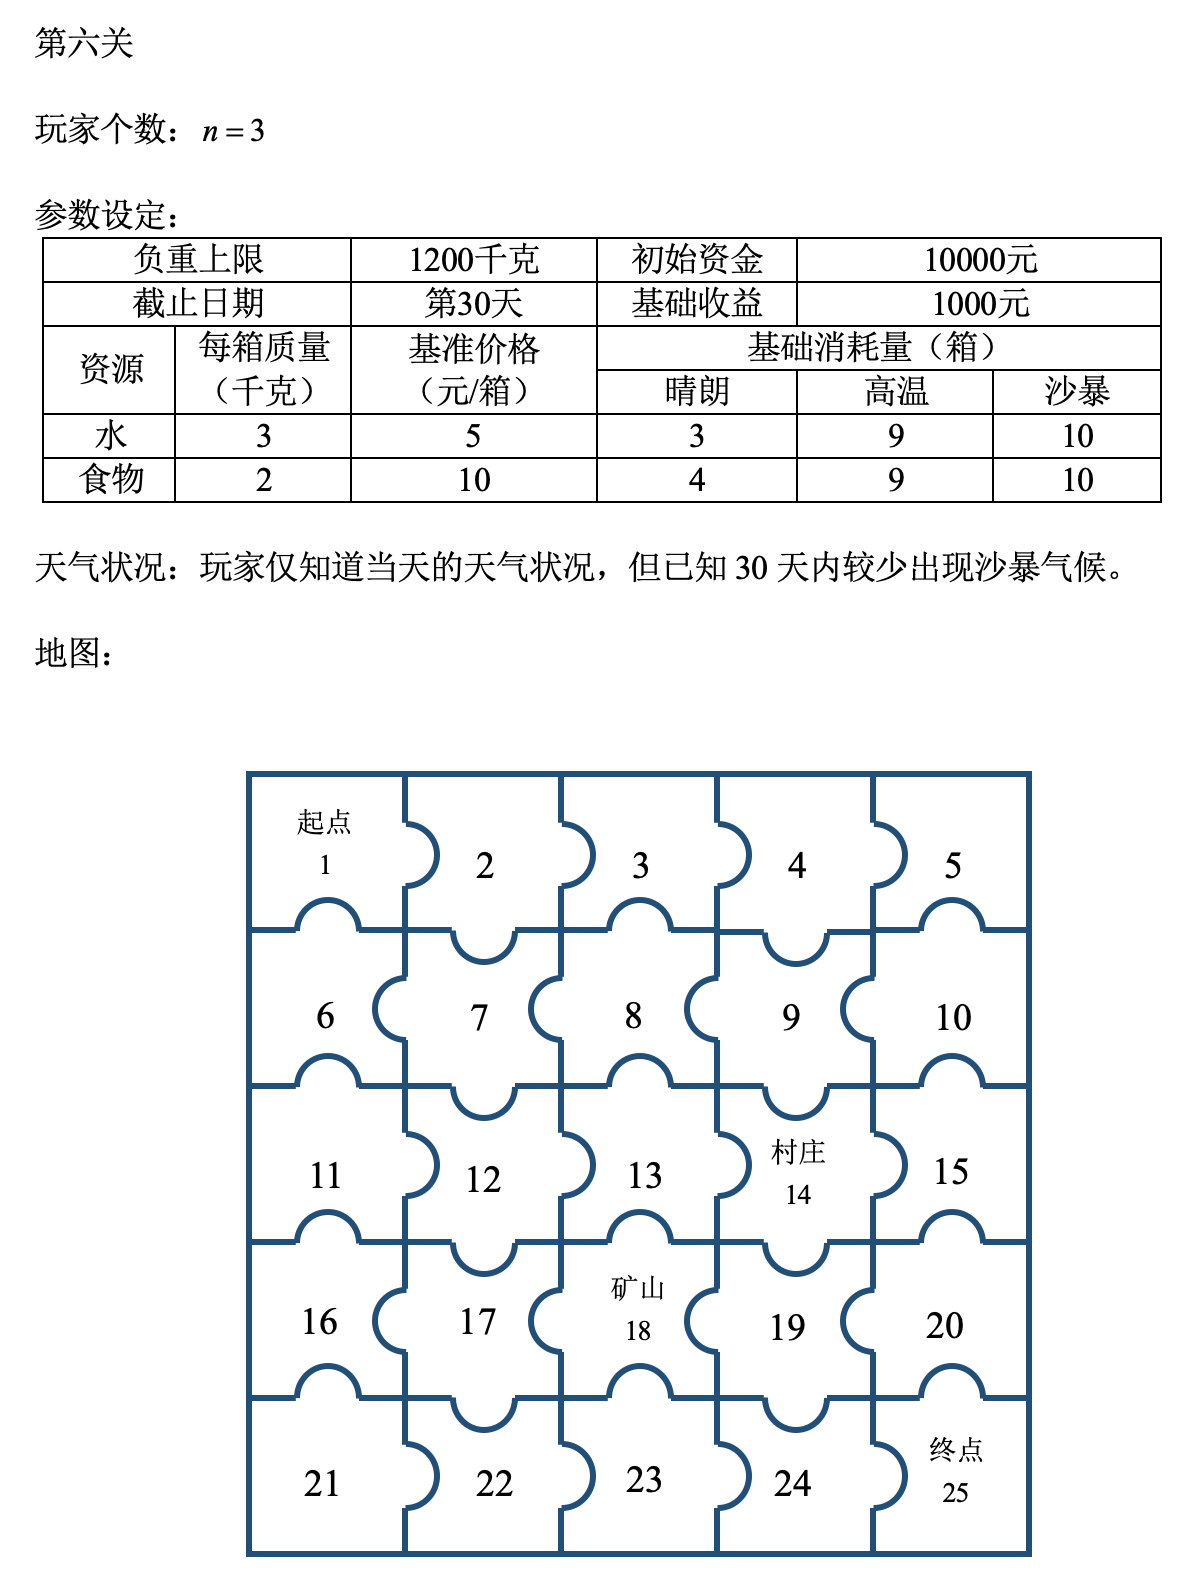 第六关
玩家个数：n = 3
参数设定：
负重上限 1200千克 初始资金 10000元
截止日期 第30天 基础收益 1000元
资源 每箱质量（千克） 基准价格（元/箱） 基础消耗量（箱）
晴朗 高温 沙暴
水 3 5 3 9 10
食物 2 10 4 9 10
天气状况：玩家仅知道当天的天气状况，但已知 30 天内较少出现沙暴气候。
地图：
起点
1 2 3 4 5
6 7 8 9 10
村庄
11 12 13 14 15
矿山
16 17 18 19 20
终点
21 22 23 24 25